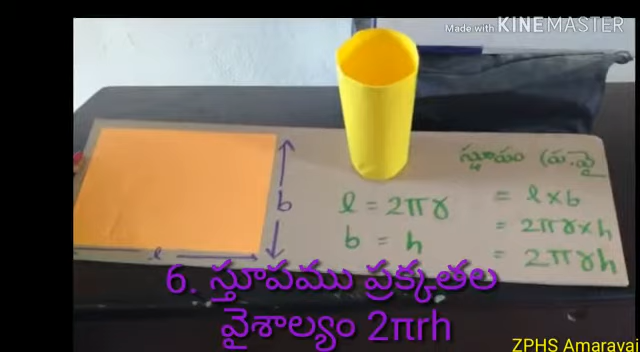 Made with KINEMASTER
స్తూపం (ప.వై
l = 2πr = l×b
b = h = 2πr×h
= 2πrh
b
l
6. స్తూపము ప్రక్కతల
వైశాల్యం 2πrh
ZPHS Amaravai